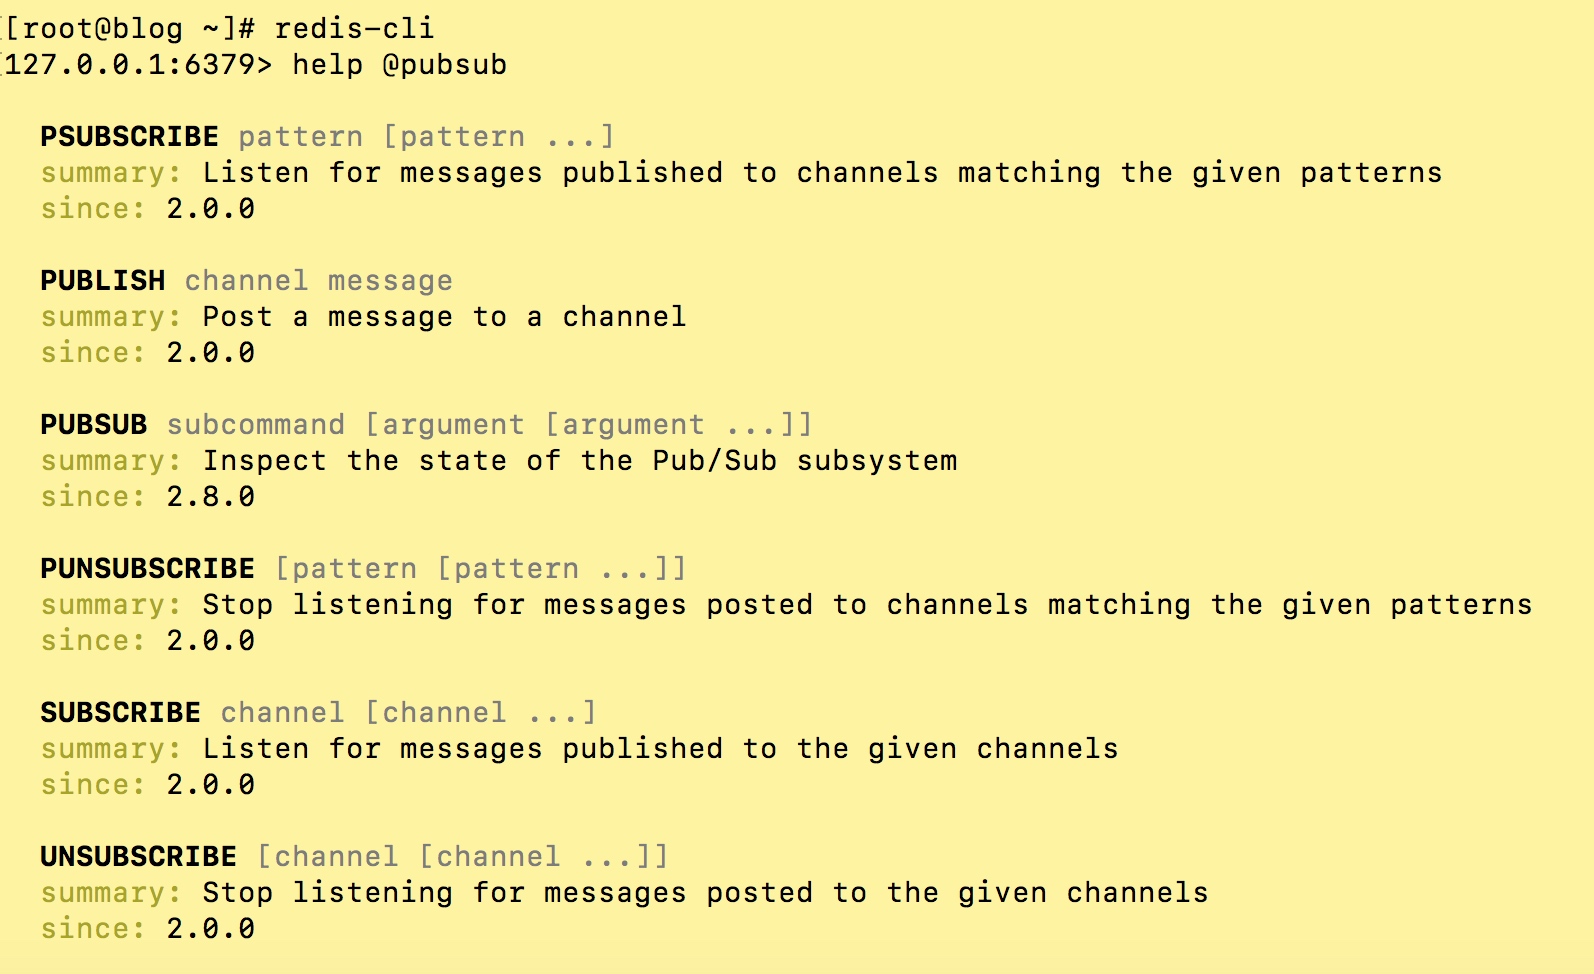 [root@blog ~]# redis-cli
127.0.0.1:6379> help @pubsub
PSUBSCRIBE pattern [pattern ...]
summary: Listen for messages published to channels matching the given patterns
since: 2.0.0
PUBLISH channel message
summary: Post a message to a channel
since: 2.0.0
PUBSUB subcommand [argument [argument ...]]
summary: Inspect the state of the Pub/Sub subsystem
since: 2.8.0
PUNSUBSCRIBE [pattern [pattern ...]]
summary: Stop listening for messages posted to channels matching the given patterns
since: 2.0.0
SUBSCRIBE channel [channel ...]
summary: Listen for messages published to the given channels
since: 2.0.0
UNSUBSCRIBE [channel [channel ...]]
summary: Stop listening for messages posted to the given channels
since: 2.0.0